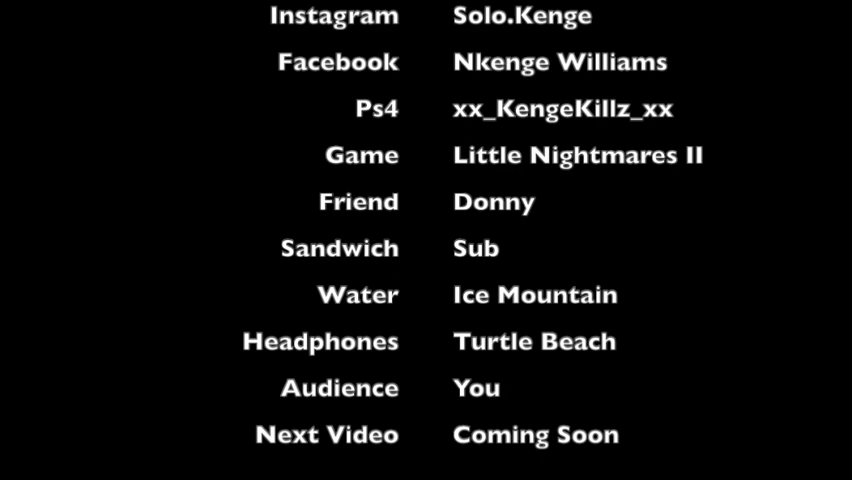 Instagram Solo.Kenge
Facebook Nkenge Williams
Ps4 xx_KengeKillz_xx
Game Little Nightmares II
Friend Donny
Sandwich Sub
Water Ice Mountain
Headphones Turtle Beach
Audience You
Next Video Coming Soon